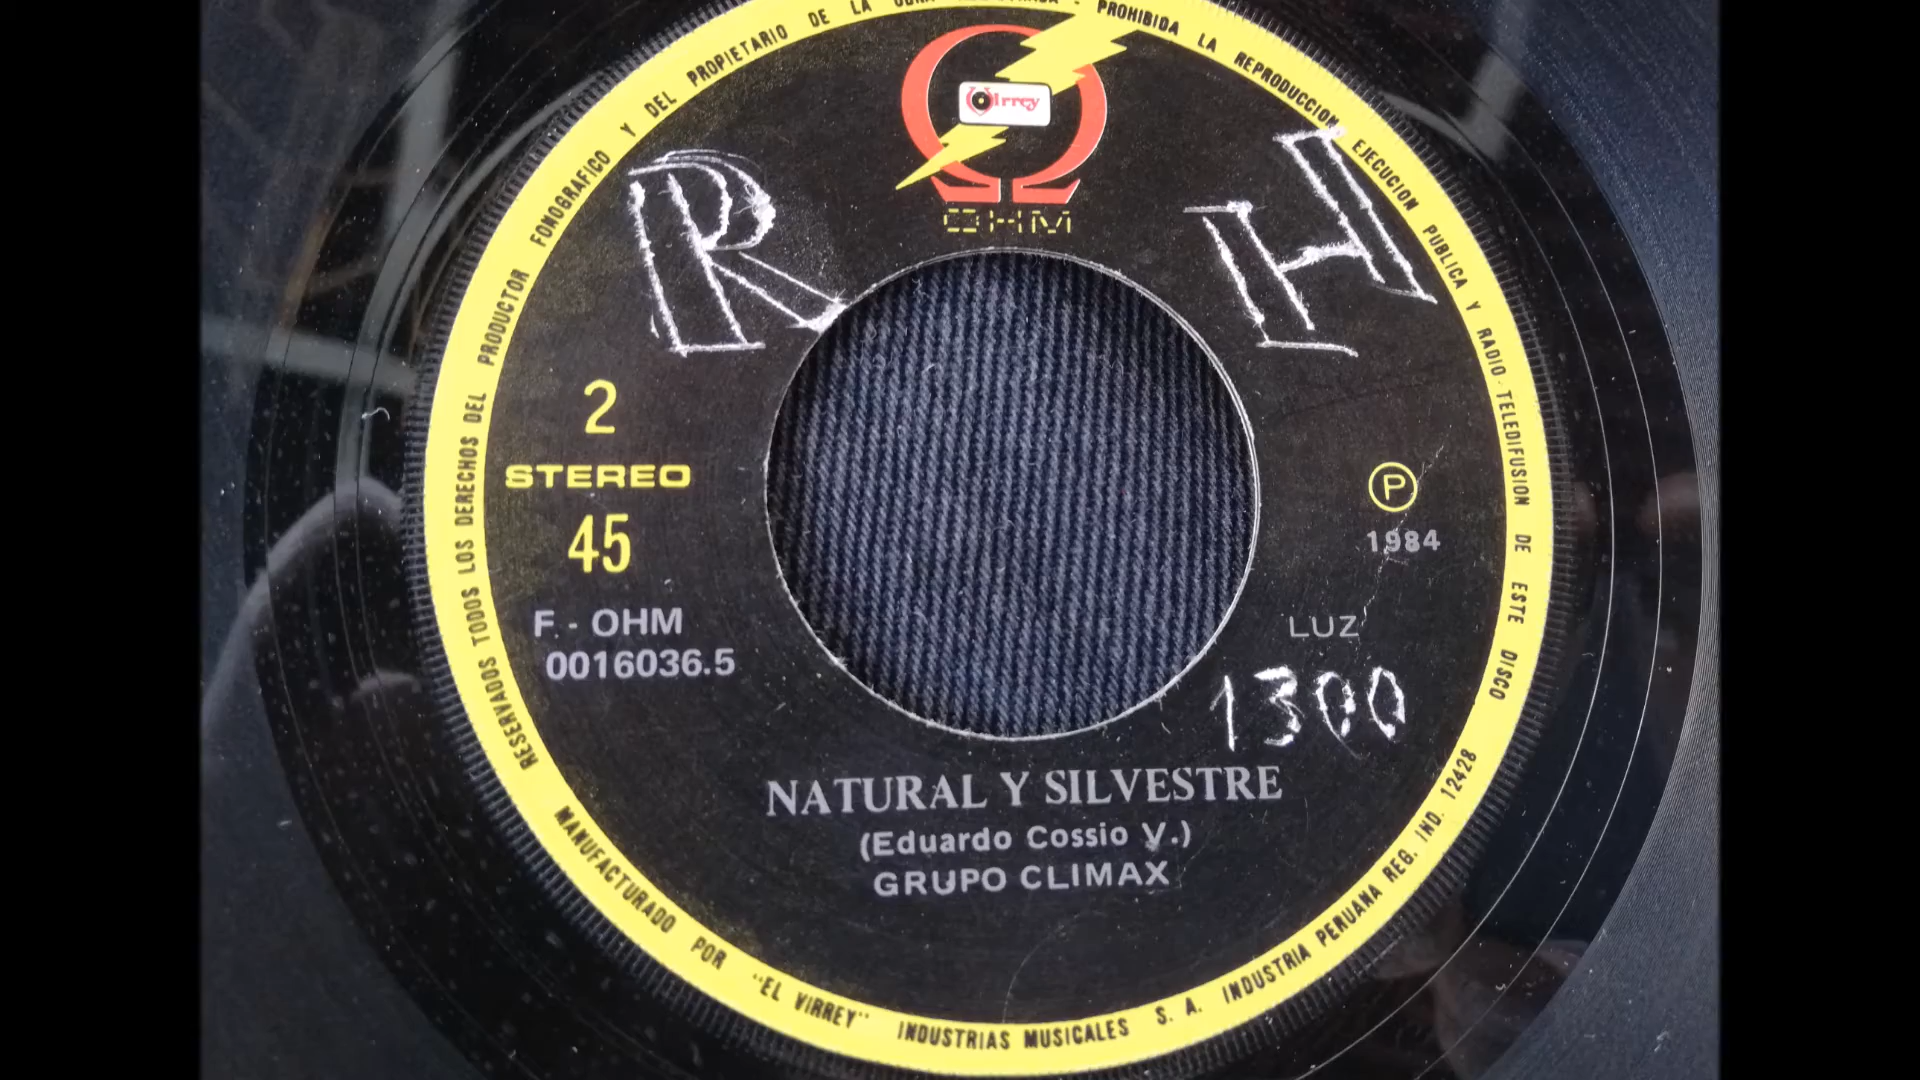 RESERVADOS TODOS LOS DERECHOS DEL PRODUCTOR FONOGRAFICO Y DEL PROPIETARIO DE LA OBRA - PROHIBIDA LA REPRODUCCION, EJECUCION PUBLICA Y RADIO-TELEDIFUSION DE ESTE DISCO
Virrey
OHM
R H
2
STEREO
45
F. - OHM
0016036.5
P
1984
LUZ
1300
NATURAL Y SILVESTRE
(Eduardo Cossio V.)
GRUPO CLIMAX
MANUFACTURADO POR "EL VIRREY" INDUSTRIAS MUSICALES S. A. INDUSTRIA PERUANA REG. IND. 12428